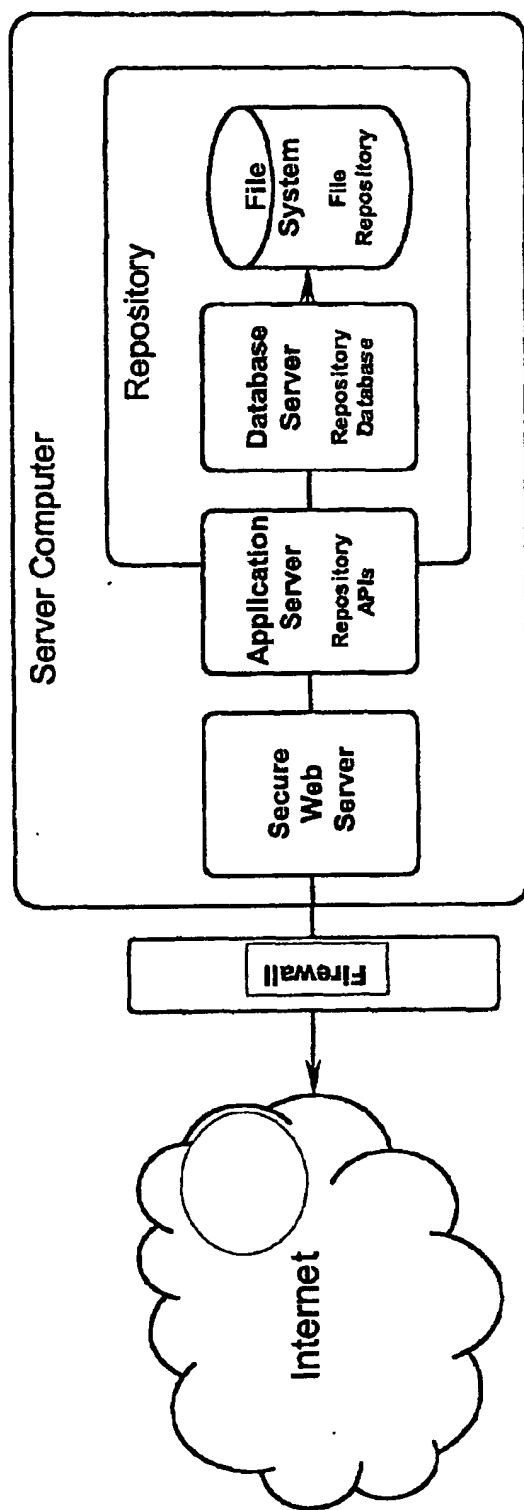 Server Computer
Repository
File
System
File
Repository
Database
Server
Repository
Database
Application
Server
Repository
APIs
Secure
Web
Server
Firewall
Internet